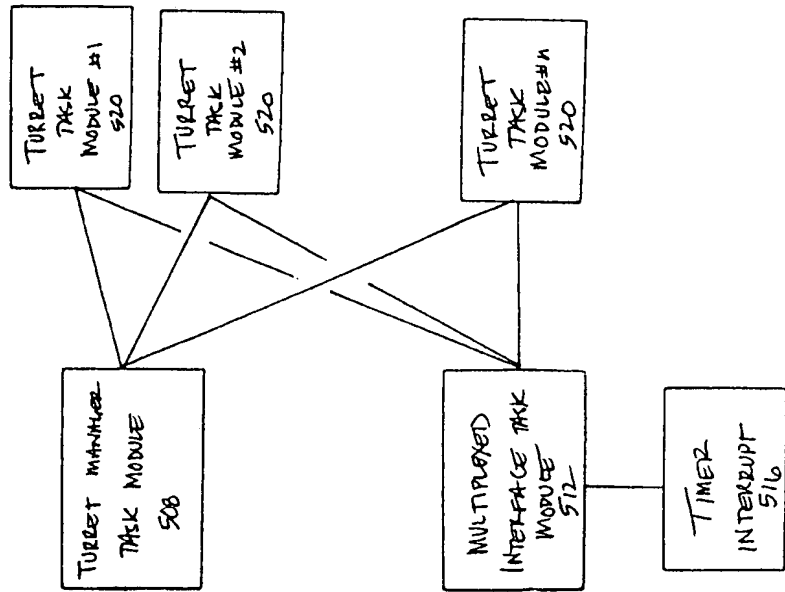 TURRET MANAGER
TASK MODULE
508
MULTIPLEXED
INTERFACE TASK
MODULE
512
TIMER
INTERRUPT
516
TURRET
TASK
MODULE #1
520
TURRET
TASK
MODULE #2
520
TURRET
TASK
MODULE #n
520